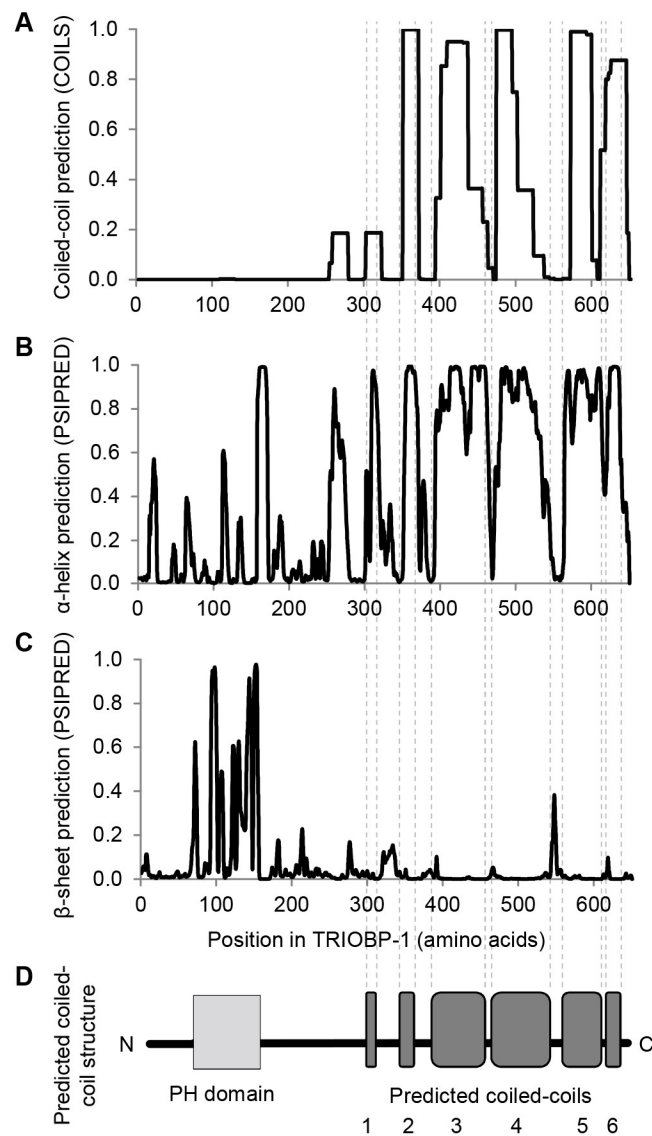 A
Coiled-coil prediction (COILS)
1.0
0.8
0.6
0.4
0.2
0.0
0 100 200 300 400 500 600
B
α-helix prediction (PSIPRED)
1.0
0.8
0.6
0.4
0.2
0.0
0 100 200 300 400 500 600
C
β-sheet prediction (PSIPRED)
1.0
0.8
0.6
0.4
0.2
0.0
0 100 200 300 400 500 600
Position in TRIOBP-1 (amino acids)
D
Predicted coiled-
coil structure
N C
PH domain Predicted coiled-coils
1 2 3 4 5 6